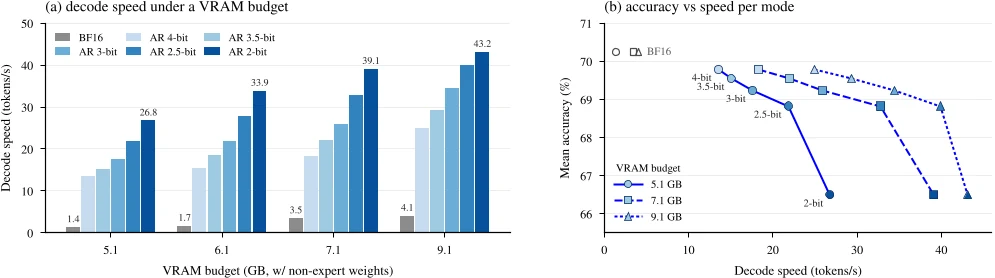 (a) decode speed under a VRAM budget
Decode speed (tokens/s)
50
40
30
20
10
0
BF16
AR 4-bit
AR 3.5-bit
AR 3-bit
AR 2.5-bit
AR 2-bit
1.4
26.8
1.7
33.9
3.5
39.1
4.1
43.2
5.1
6.1
7.1
9.1
VRAM budget (GB, w/ non-expert weights)
(b) accuracy vs speed per mode
Mean accuracy (%)
71
70
69
68
67
66
BF16
4-bit
3.5-bit
3-bit
2.5-bit
2-bit
VRAM budget
5.1 GB
7.1 GB
9.1 GB
0
10
20
30
40
Decode speed (tokens/s)